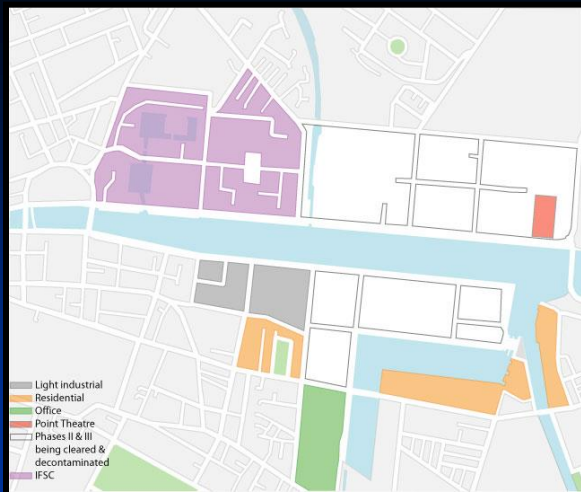 Light industrial
Residential
Office
Point Theatre
Phases II & III
being cleared &
decontaminated
IFSC